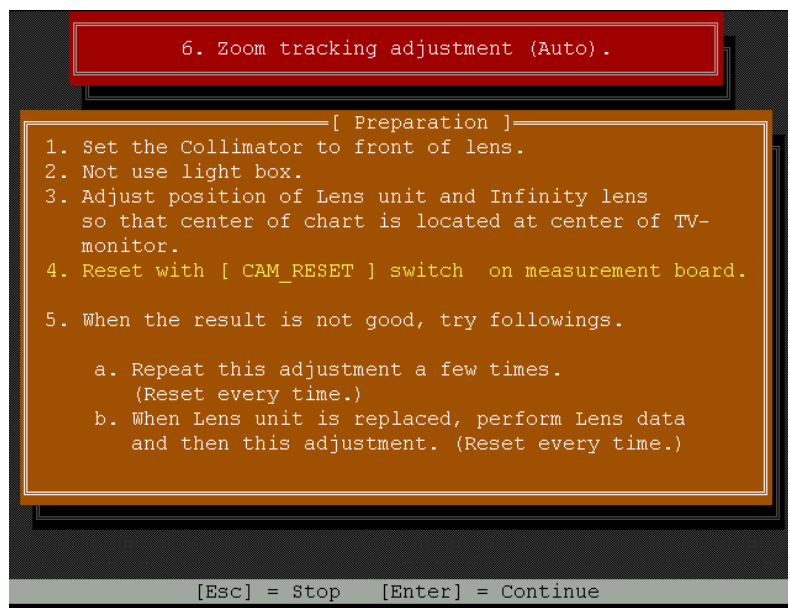 6. Zoom tracking adjustment (Auto).
[ Preparation ]
1. Set the Collimator to front of lens.
2. Not use light box.
3. Adjust position of Lens unit and Infinity lens
so that center of chart is located at center of TV-
monitor.
4. Reset with [ CAM_RESET ] switch  on measurement board.
5. When the result is not good, try followings.
a. Repeat this adjustment a few times.
(Reset every time.)
b. When Lens unit is replaced, perform Lens data
and then this adjustment. (Reset every time.)
[Esc] = Stop   [Enter] = Continue